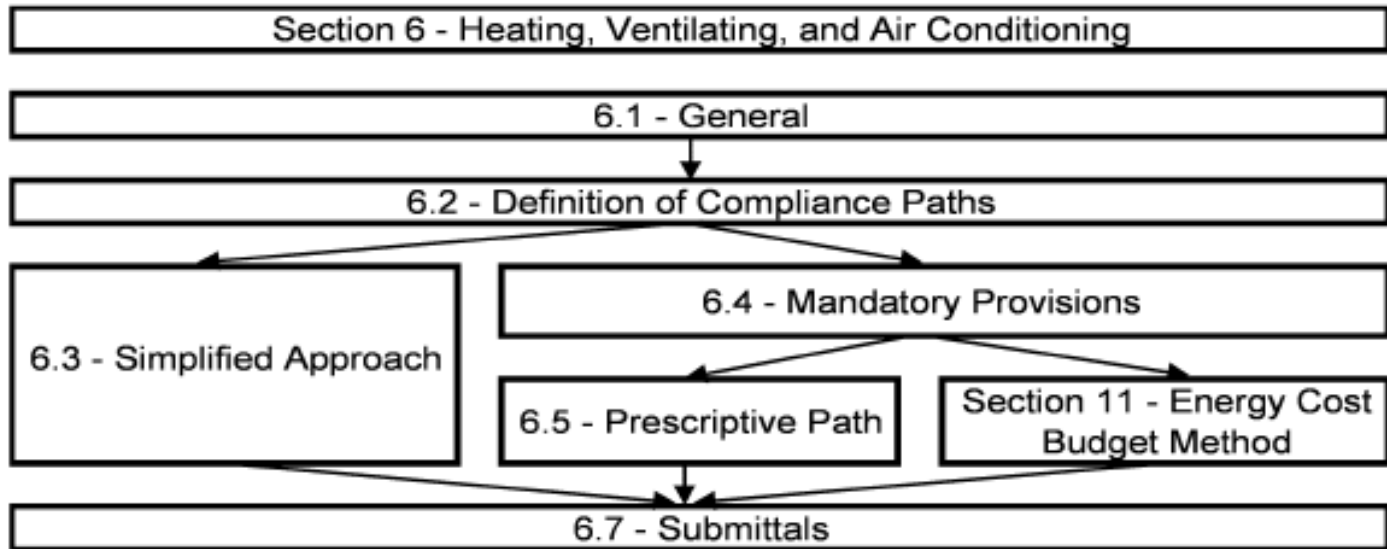 Section 6 - Heating, Ventilating, and Air Conditioning
6.1 - General
6.2 - Definition of Compliance Paths
6.3 - Simplified Approach
6.4 - Mandatory Provisions
6.5 - Prescriptive Path
Section 11 - Energy Cost
Budget Method
6.7 - Submittals